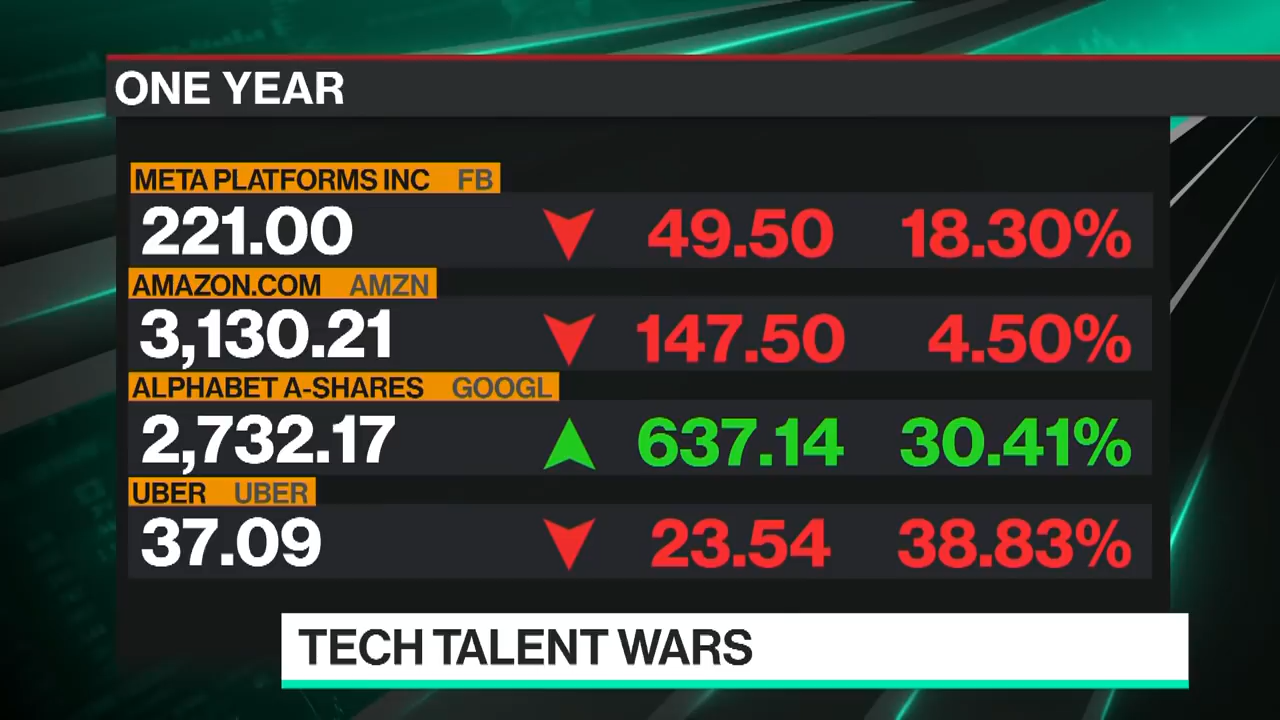 ONE YEAR
META PLATFORMS INC FB
221.00 49.50 18.30%
AMAZON.COM AMZN
3,130.21 147.50 4.50%
ALPHABET A-SHARES GOOGL
2,732.17 637.14 30.41%
UBER UBER
37.09 23.54 38.83%
TECH TALENT WARS